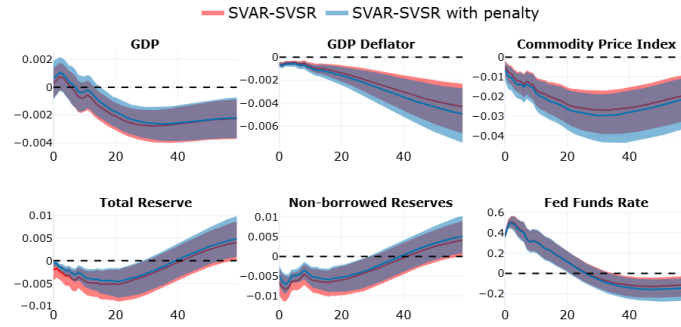 SVAR-SVSR SVAR-SVSR with penalty
GDP GDP Deflator Commodity Price Index
0.002 0 0
0 −0.002 −0.01
−0.002 −0.004 −0.02
−0.004 −0.006 −0.03
−0.04
0 20 40 0 20 40 0 20 40
Total Reserve Non-borrowed Reserves Fed Funds Rate
0.01 0.01 0.6
0.005 0.005 0.4
0 0 0.2
−0.005 −0.005 0
−0.01 −0.01 −0.2
0 20 40 0 20 40 0 20 40